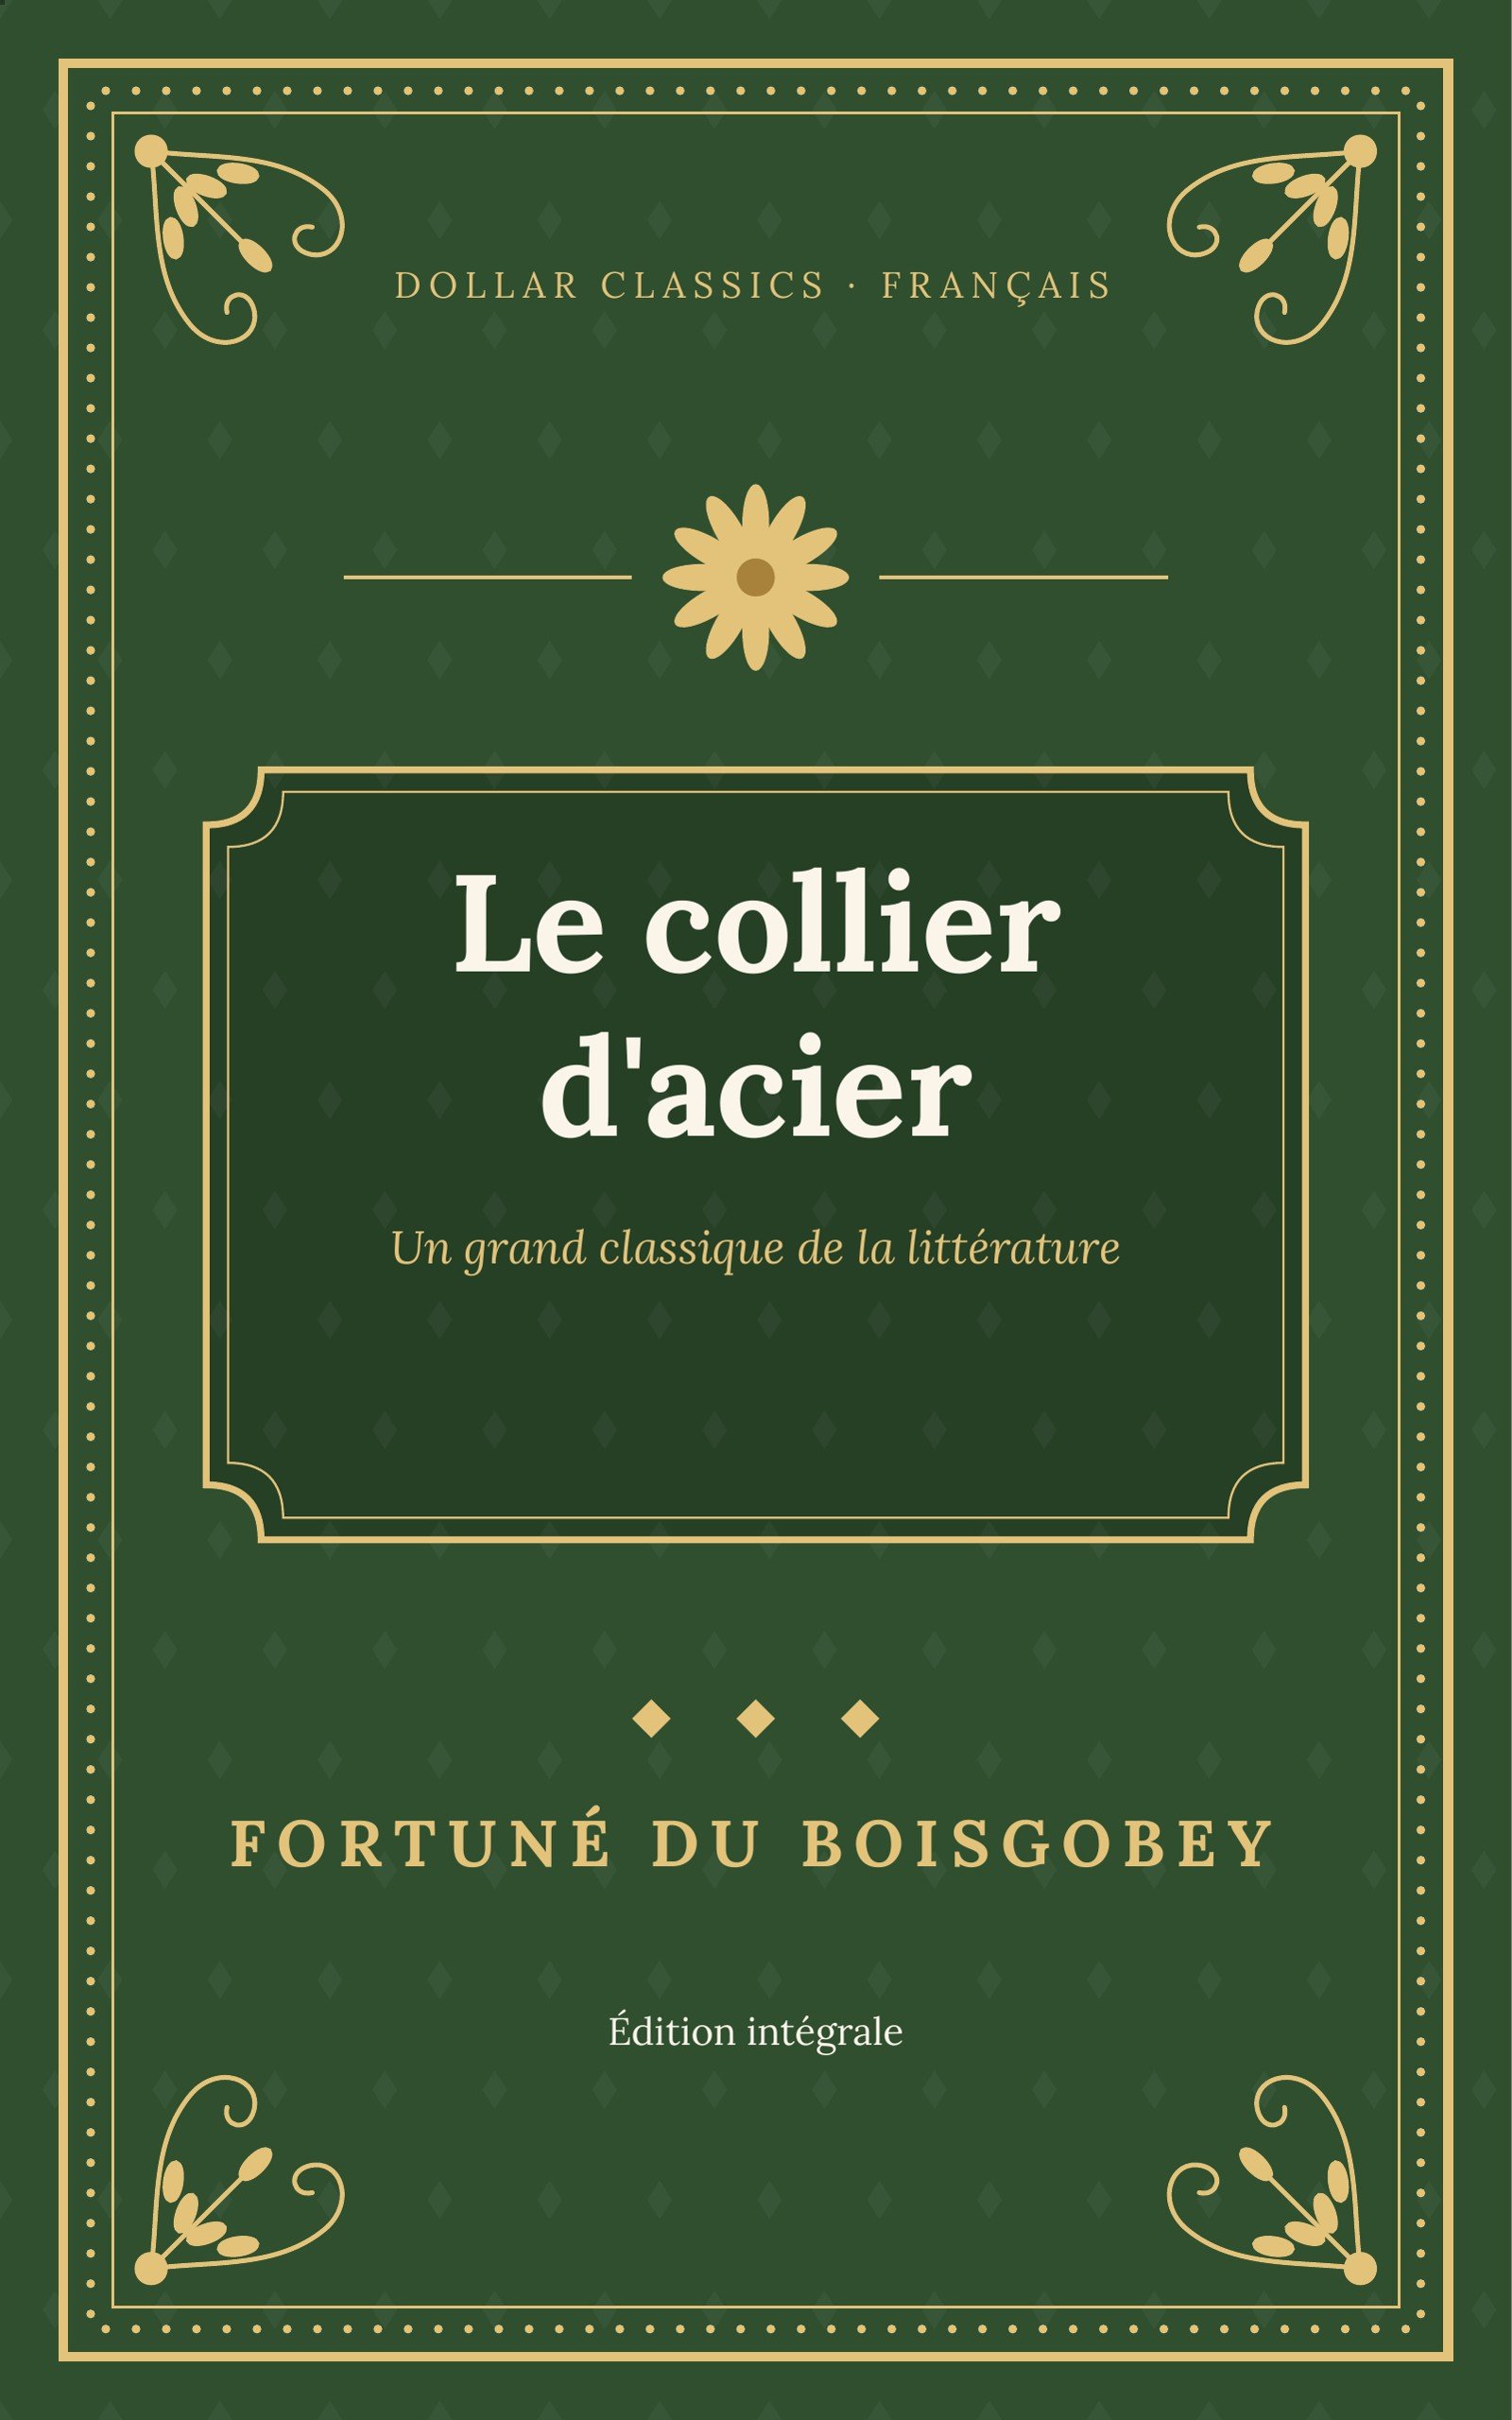 DOLLAR CLASSICS · FRANÇAIS
Le collier
d'acier
Un grand classique de la littérature
FORTUNÉ DU BOISGOBEY
Édition intégrale